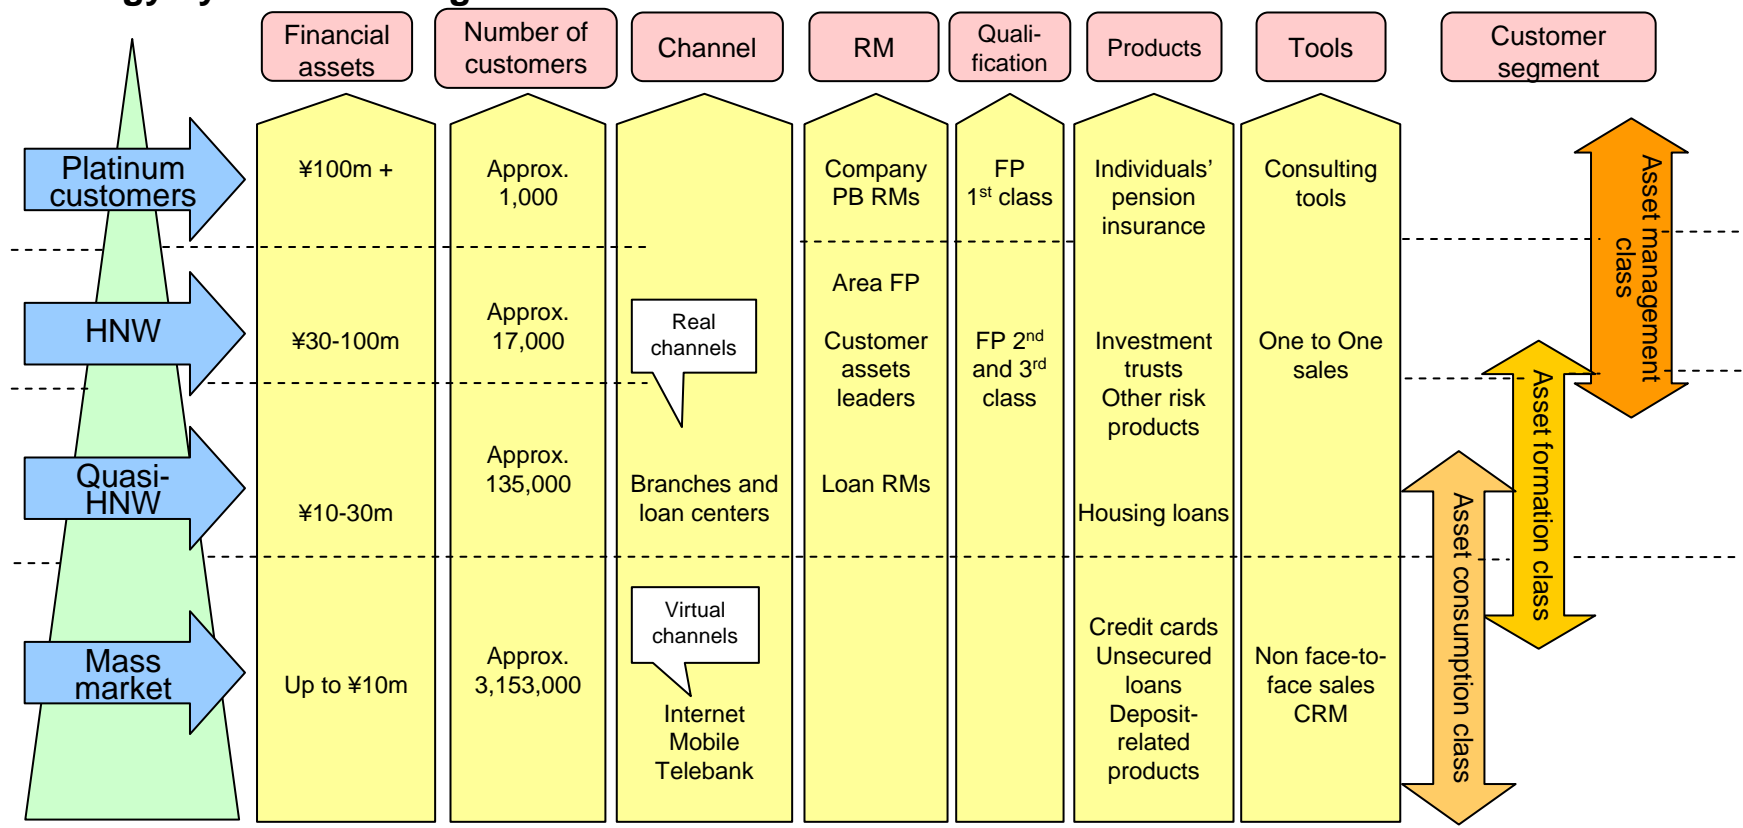 Financial
assets
Number of
customers
Channel
RM
Quali-
fication
Products
Tools
Customer
segment
Platinum
customers
¥100m +
Approx.
1,000
Company
PB RMs
FP
1st class
Individuals’
pension
insurance
Consulting
tools
HNW
¥30-100m
Approx.
17,000
Real
channels
Area FP
Customer
assets
leaders
FP 2nd
and 3rd
class
Investment
trusts
Other risk
products
One to One
sales
Quasi-
HNW
¥10-30m
Approx.
135,000
Branches and
loan centers
Loan RMs
Housing loans
Mass
market
Up to ¥10m
Approx.
3,153,000
Virtual
channels
Internet
Mobile
Telebank
Credit cards
Unsecured
loans
Deposit-
related
products
Non face-to-
face sales
CRM
Asset management
class
Asset formation class
Asset consumption class